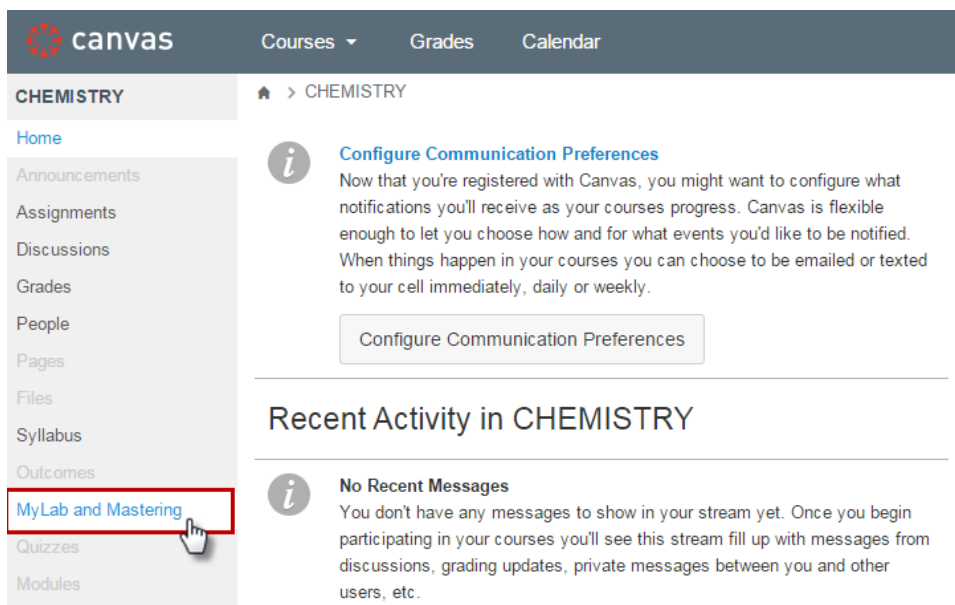 canvas
Courses
Grades
Calendar
CHEMISTRY
Home
Announcements
Assignments
Discussions
Grades
People
Pages
Files
Syllabus
Outcomes
MyLab and Mastering
Quizzes
Modules
> CHEMISTRY
Configure Communication Preferences
Now that you're registered with Canvas, you might want to configure what
notifications you'll receive as your courses progress. Canvas is flexible
enough to let you choose how and for what events you'd like to be notified.
When things happen in your courses you can choose to be emailed or texted
to your cell immediately, daily or weekly.
Configure Communication Preferences
Recent Activity in CHEMISTRY
No Recent Messages
You don't have any messages to show in your stream yet. Once you begin
participating in your courses you'll see this stream fill up with messages from
discussions, grading updates, private messages between you and other
users, etc.